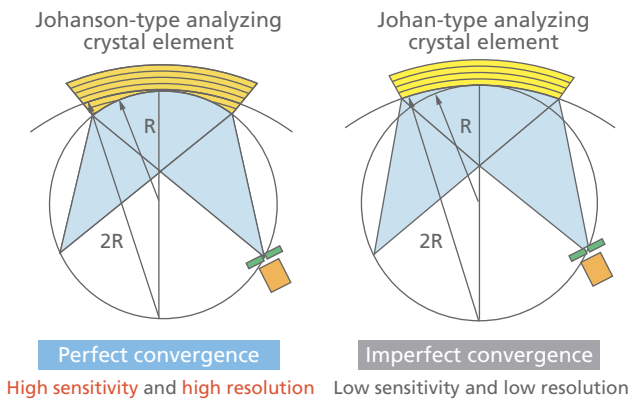 Johanson-type analyzing
crystal element
R
2R
Perfect convergence
High sensitivity and high resolution
Johan-type analyzing
crystal element
R
2R
Imperfect convergence
Low sensitivity and low resolution